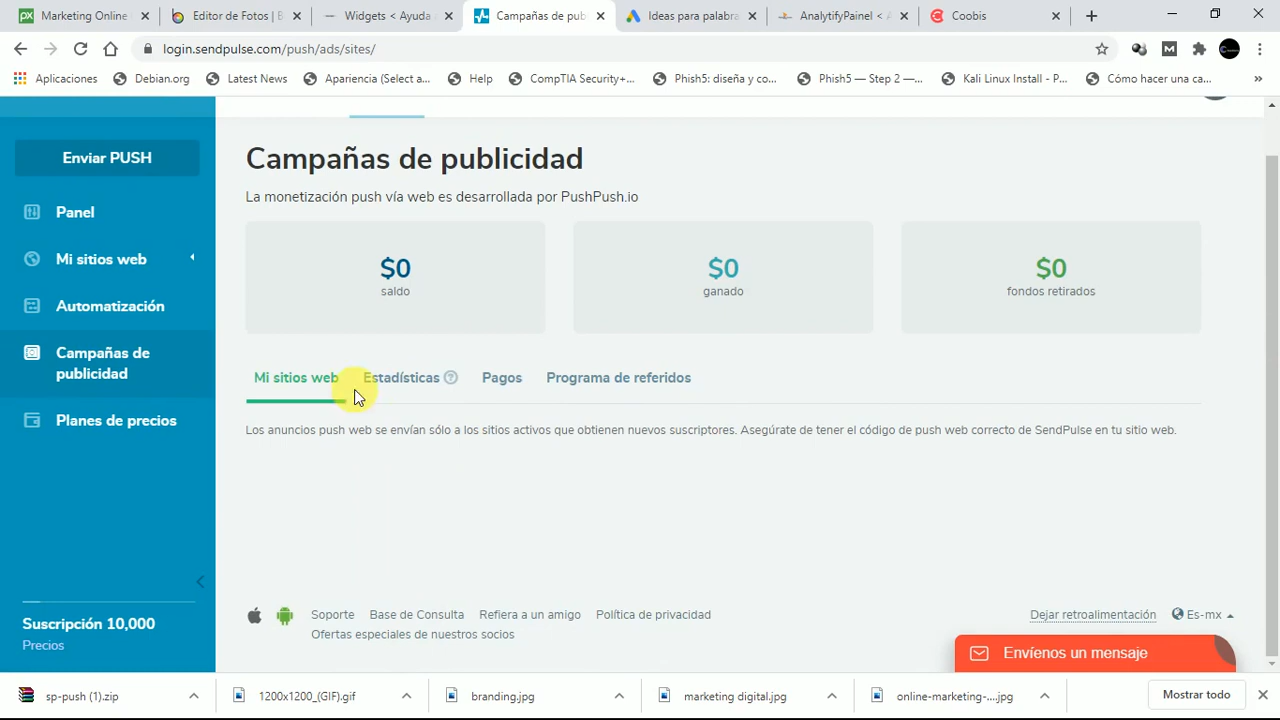 Marketing Online
Editor de Fotos | B
Widgets < Ayuda
Campañas de pub
Ideas para palabra
AnalytifyPainel < A
Coobis
login.sendpulse.com/push/ads/sites/
Aplicaciones
Debian.org
Latest News
Apariencia (Select a...
Help
CompTIA Security+...
Phish5: diseña y co...
Phish5 — Step 2 —...
Kali Linux Install - P...
Cómo hacer una ca...
Enviar PUSH
Panel
Mi sitios web
Automatización
Campañas de
publicidad
Planes de precios
Suscripción 10,000
Precios
Campañas de publicidad
La monetización push vía web es desarrollada por PushPush.io
$0
saldo
$0
ganado
$0
fondos retirados
Mi sitios web
Estadísticas ?
Pagos
Programa de referidos
Los anuncios push web se envían sólo a los sitios activos que obtienen nuevos suscriptores. Asegúrate de tener el código de push web correcto de SendPulse en tu sitio web.
Soporte
Base de Consulta
Refiera a un amigo
Política de privacidad
Ofertas especiales de nuestros socios
Dejar retroalimentación
Es-mx
Envíenos un mensaje
sp-push (1).zip
1200x1200_(GIF).gif
branding.jpg
marketing digital.jpg
online-marketing-....jpg
Mostrar todo